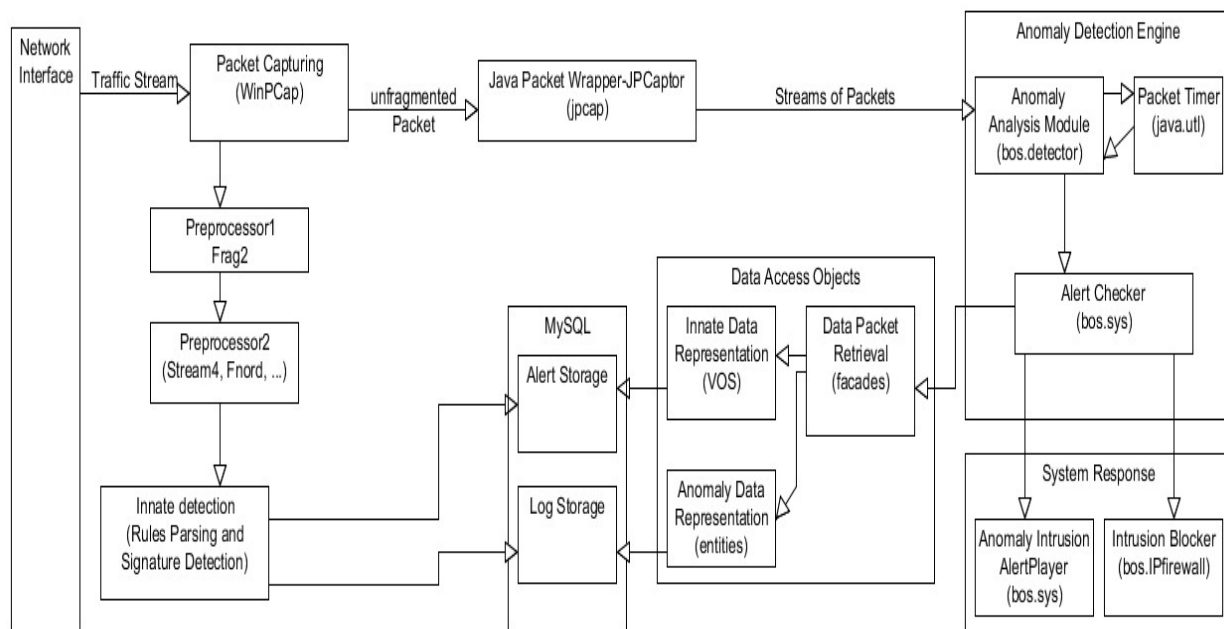 Network
Interface
Traffic Stream
Packet Capturing
(WinPCap)
unfragmented
Packet
Java Packet Wrapper-JPCaptor
(jpcap)
Streams of Packets
Anomaly Detection Engine
Anomaly
Analysis Module
(bos.detector)
Packet Timer
(java.utl)
Preprocessor1
Frag2
Preprocessor2
(Stream4, Fnord, ...)
Innate detection
(Rules Parsing and
Signature Detection)
MySQL
Alert Storage
Log Storage
Data Access Objects
Innate Data
Representation
(VOS)
Data Packet
Retrieval
(facades)
Anomaly Data
Representation
(entities)
Alert Checker
(bos.sys)
System Response
Anomaly Intrusion
AlertPlayer
(bos.sys)
Intrusion Blocker
(bos.IPfirewall)